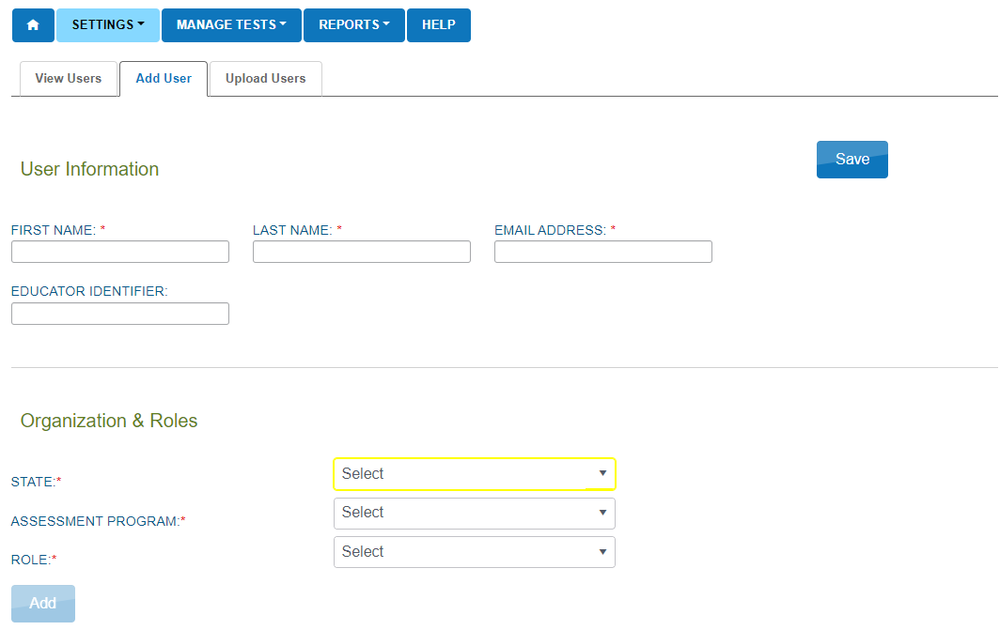 SETTINGS MANAGE TESTS REPORTS HELP
View Users Add User Upload Users
User Information
Save
FIRST NAME: * LAST NAME: * EMAIL ADDRESS: *
EDUCATOR IDENTIFIER:
Organization & Roles
STATE:* Select
ASSESSMENT PROGRAM:* Select
ROLE:* Select
Add